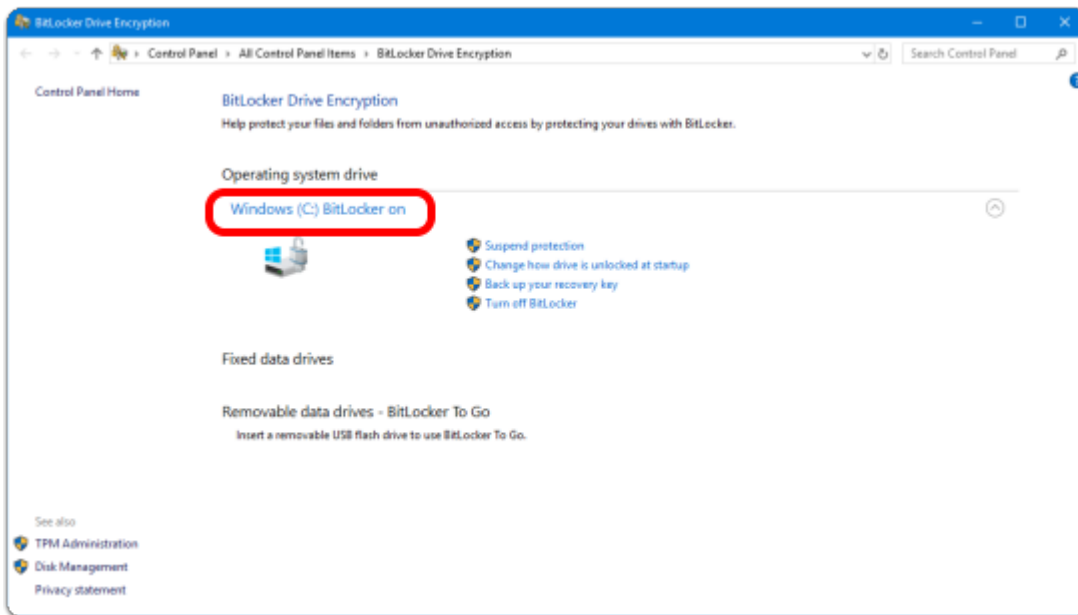 BitLocker Drive Encryption
Control Panel › All Control Panel Items › BitLocker Drive Encryption
Search Control Panel
Control Panel Home
BitLocker Drive Encryption
Help protect your files and folders from unauthorized access by protecting your drives with BitLocker.
Operating system drive
Windows (C:) BitLocker on
Suspend protection
Change how drive is unlocked at startup
Back up your recovery key
Turn off BitLocker
Fixed data drives
Removable data drives - BitLocker To Go
Insert a removable USB flash drive to use BitLocker To Go.
See also
TPM Administration
Disk Management
Privacy statement